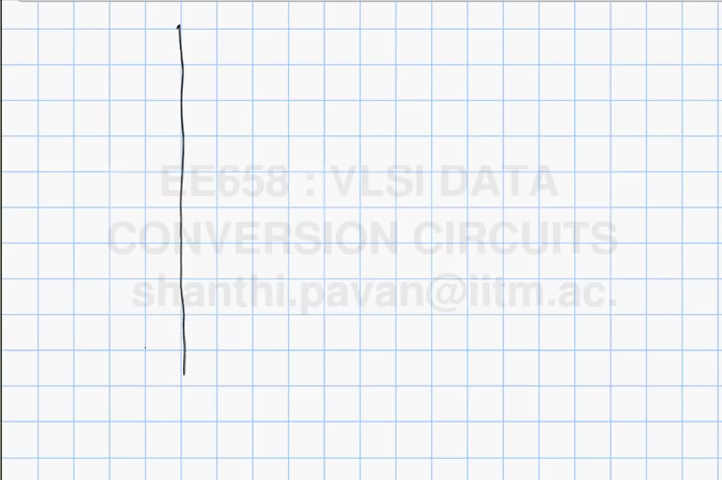 EE658 : VLSI DATA
CONVERSION CIRCUITS
shanthi.pavan@iitm.ac.